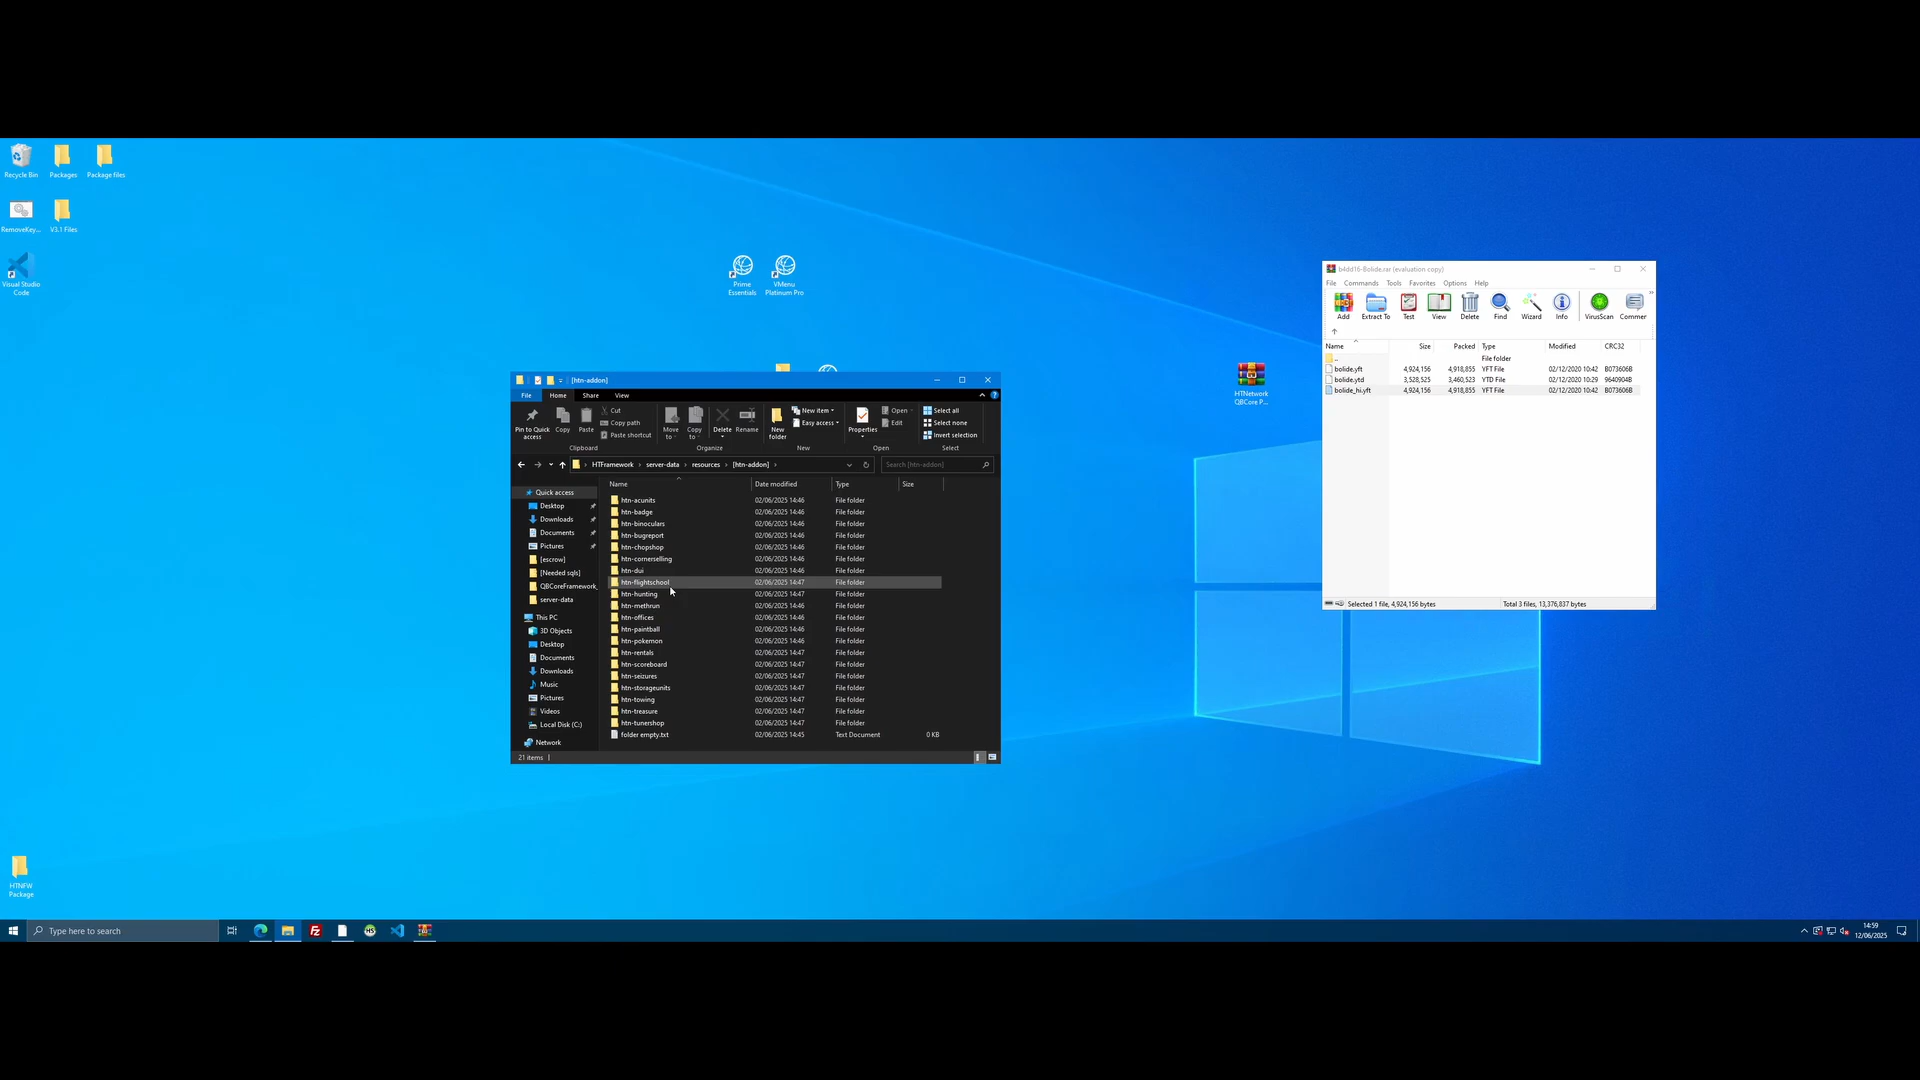 Recycle Bin
Packages
Package files
RemoveKey...
V3.1 Files
Visual Studio
Code
Prime
Essentials
VMenu
Platinum Pro
HTNetwork
QBCore P...
HTNFW
Package
[htn-addon]
File
Home
Share
View
Pin to Quick
access
Copy
Paste
Cut
Copy path
Paste shortcut
Clipboard
Move
to
Copy
to
Delete
Rename
Organize
New
folder
New item
Easy access
New
Properties
Open
Edit
Open
Select all
Select none
Invert selection
Select
HTFramework
server-data
resources
[htn-addon]
Search [htn-addon]
Quick access
Desktop
Downloads
Documents
Pictures
[escrow]
[Needed sqls]
QBCoreFramework_
server-data
This PC
3D Objects
Desktop
Documents
Downloads
Music
Pictures
Videos
Local Disk (C:)
Network
Name Date modified Type Size
htn-acunits 02/06/2025 14:46 File folder
htn-badge 02/06/2025 14:46 File folder
htn-binoculars 02/06/2025 14:46 File folder
htn-bugreport 02/06/2025 14:46 File folder
htn-chopshop 02/06/2025 14:46 File folder
htn-cornerselling 02/06/2025 14:46 File folder
htn-dui 02/06/2025 14:46 File folder
htn-flightschool 02/06/2025 14:47 File folder
htn-hunting 02/06/2025 14:47 File folder
htn-methrun 02/06/2025 14:46 File folder
htn-offices 02/06/2025 14:46 File folder
htn-paintball 02/06/2025 14:46 File folder
htn-pokemon 02/06/2025 14:46 File folder
htn-rentals 02/06/2025 14:47 File folder
htn-scoreboard 02/06/2025 14:47 File folder
htn-seizures 02/06/2025 14:47 File folder
htn-storageunits 02/06/2025 14:47 File folder
htn-towing 02/06/2025 14:47 File folder
htn-treasure 02/06/2025 14:47 File folder
htn-tunershop 02/06/2025 14:47 File folder
folder empty.txt 02/06/2025 14:45 Text Document 0 KB
21 items
b4dd16-Bolide.rar (evaluation copy)
File Commands Tools Favorites Options Help
Add Extract To Test View Delete Find Wizard Info VirusScan Commer
Name Size Packed Type Modified CRC32
.. File folder
bolide.yft 4,924,156 4,918,855 YFT File 02/12/2020 10:42 B073606B
bolide.ytd 3,528,525 3,460,523 YTD File 02/12/2020 10:29 9640904B
bolide_hi.yft 4,924,156 4,918,855 YFT File 02/12/2020 10:42 B073606B
Selected 1 file, 4,924,156 bytes
Total 3 files, 13,376,837 bytes
Type here to search
14:59
12/06/2025